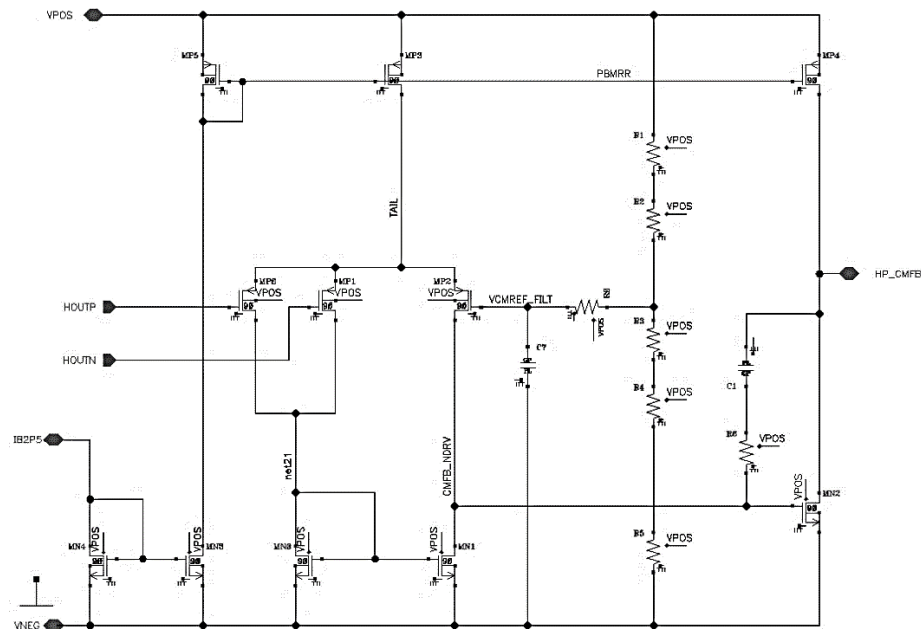 VPOS
MP5
MP3
MP4
PBMRR
R1
VPOS
R2
VPOS
TAIL
HP_CMFB
MP6
VPOS
MP1
VPOS
MP2
VPOS
HOUTP
VCMREF_FILT
VPOS
R3
VPOS
HOUTN
C7
C1
R4
VPOS
R6
VPOS
IB2P5
net21
CMFB_NDRV
VPOS
MN2
MN4
VPOS
MN3
VPOS
MN0
VPOS
MN1
VPOS
R5
VPOS
VNEG